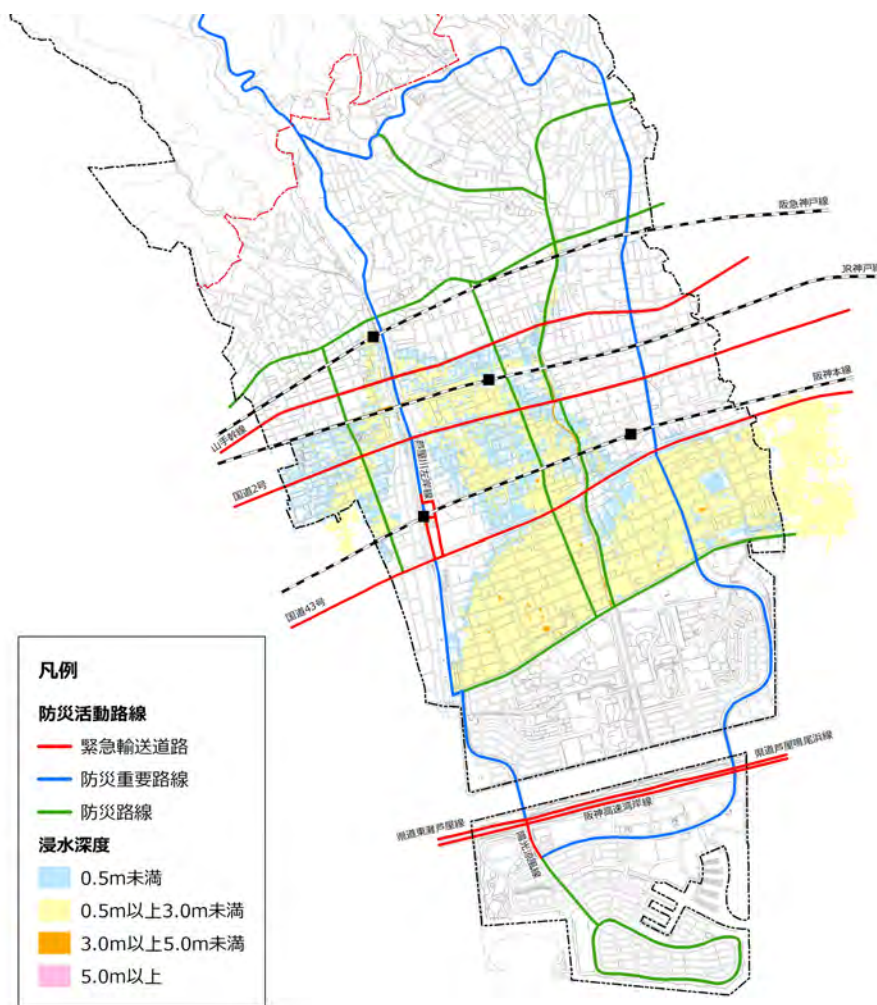 阪急神戸線
JR神戸線
阪神本線
山手幹線
国道2号
芦屋川左岸線
国道43号
県道芦屋鳴尾浜線
阪神高速湾岸線
県道東灘芦屋線
陽光涼風線
凡例
防災活動路線
緊急輸送道路
防災重要路線
防災路線
浸水深度
0.5m未満
0.5m以上3.0m未満
3.0m以上5.0m未満
5.0m以上